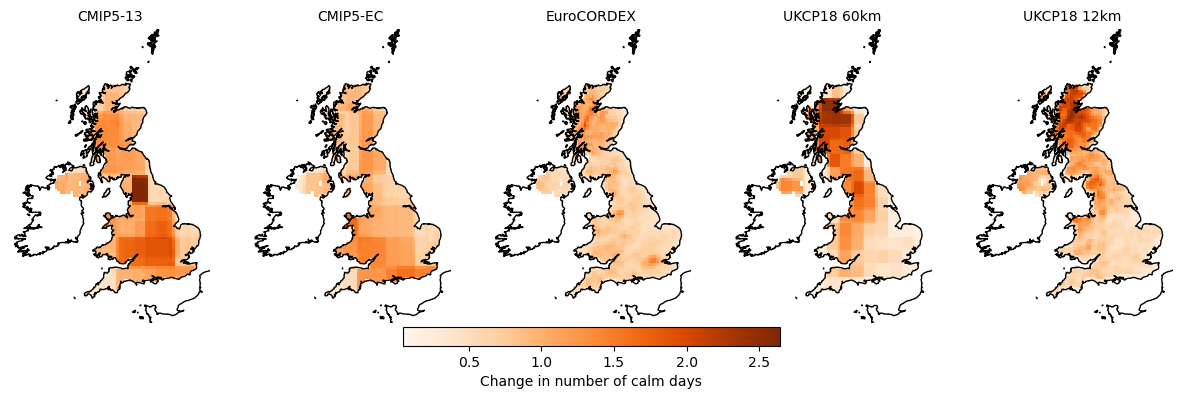 CMIP5-13 CMIP5-EC EuroCORDEX UKCP18 60km UKCP18 12km
0.5 1.0 1.5 2.0 2.5
Change in number of calm days